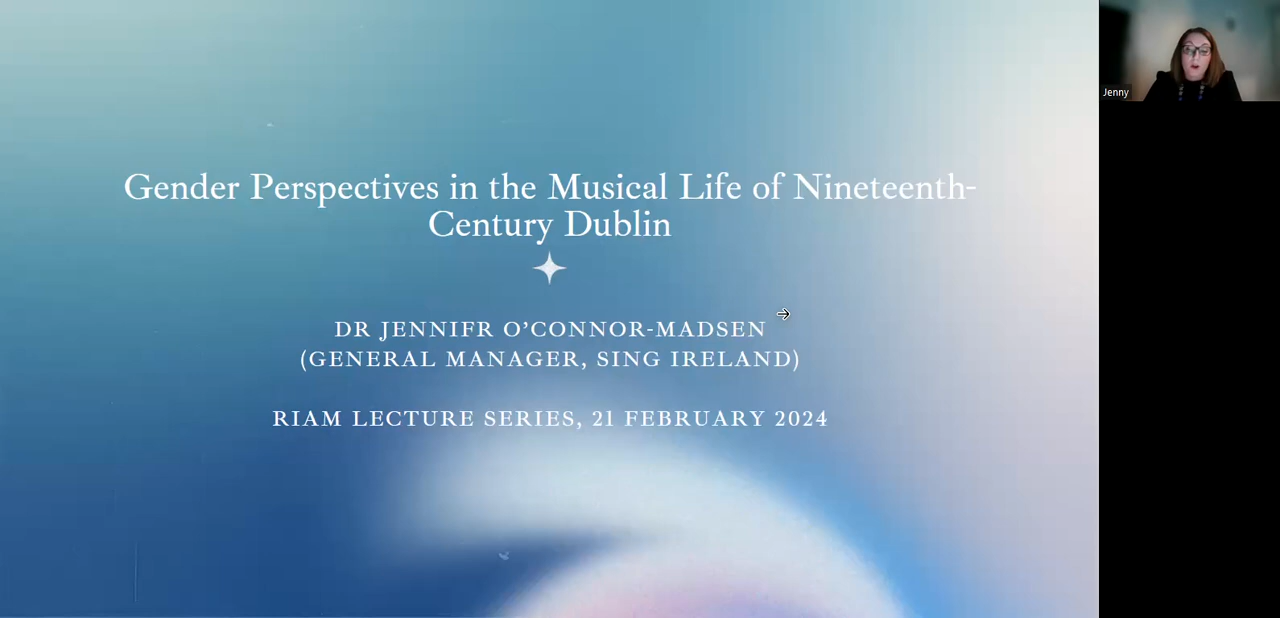 Gender Perspectives in the Musical Life of Nineteenth-
Century Dublin
DR JENNIFR O'CONNOR-MADSEN
(GENERAL MANAGER, SING IRELAND)
RIAM LECTURE SERIES, 21 FEBRUARY 2024
Jenny